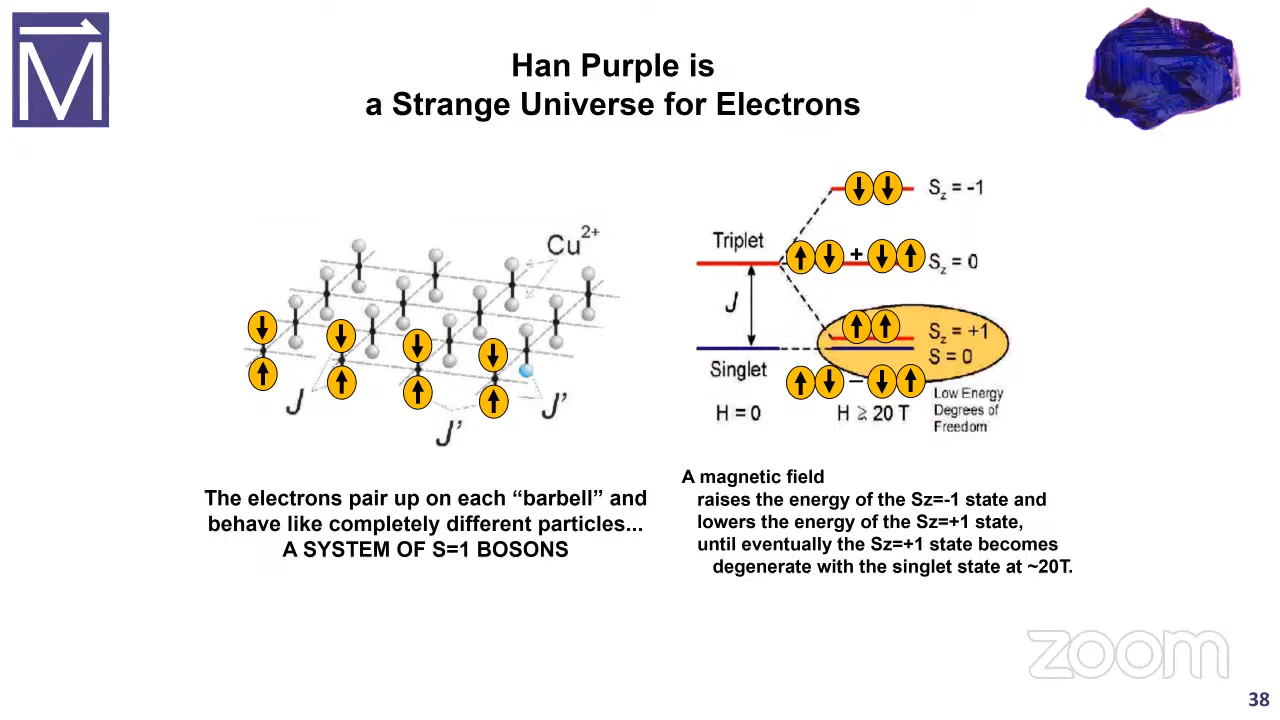 M
Han Purple is
a Strange Universe for Electrons
Cu2+
J
J’
J’
The electrons pair up on each “barbell” and
behave like completely different particles...
A SYSTEM OF S=1 BOSONS
Sz = -1
Triplet
+
Sz = 0
J
Sz = +1
S = 0
Singlet
–
H = 0
H ≳ 20 T
Low Energy
Degrees of
Freedom
A magnetic field
raises the energy of the Sz=-1 state and
lowers the energy of the Sz=+1 state,
until eventually the Sz=+1 state becomes
degenerate with the singlet state at ~20T.
zoom
38